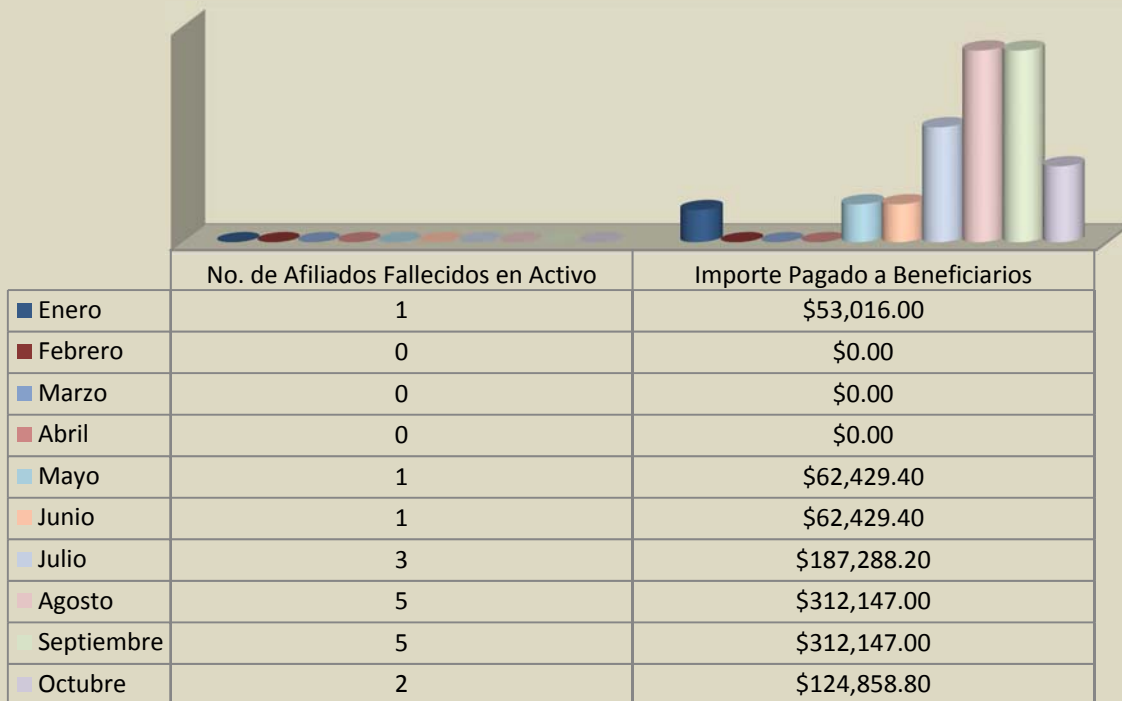 No. de Afiliados Fallecidos en Activo Importe Pagado a Beneficiarios
Enero 1 $53,016.00
Febrero 0 $0.00
Marzo 0 $0.00
Abril 0 $0.00
Mayo 1 $62,429.40
Junio 1 $62,429.40
Julio 3 $187,288.20
Agosto 5 $312,147.00
Septiembre 5 $312,147.00
Octubre 2 $124,858.80